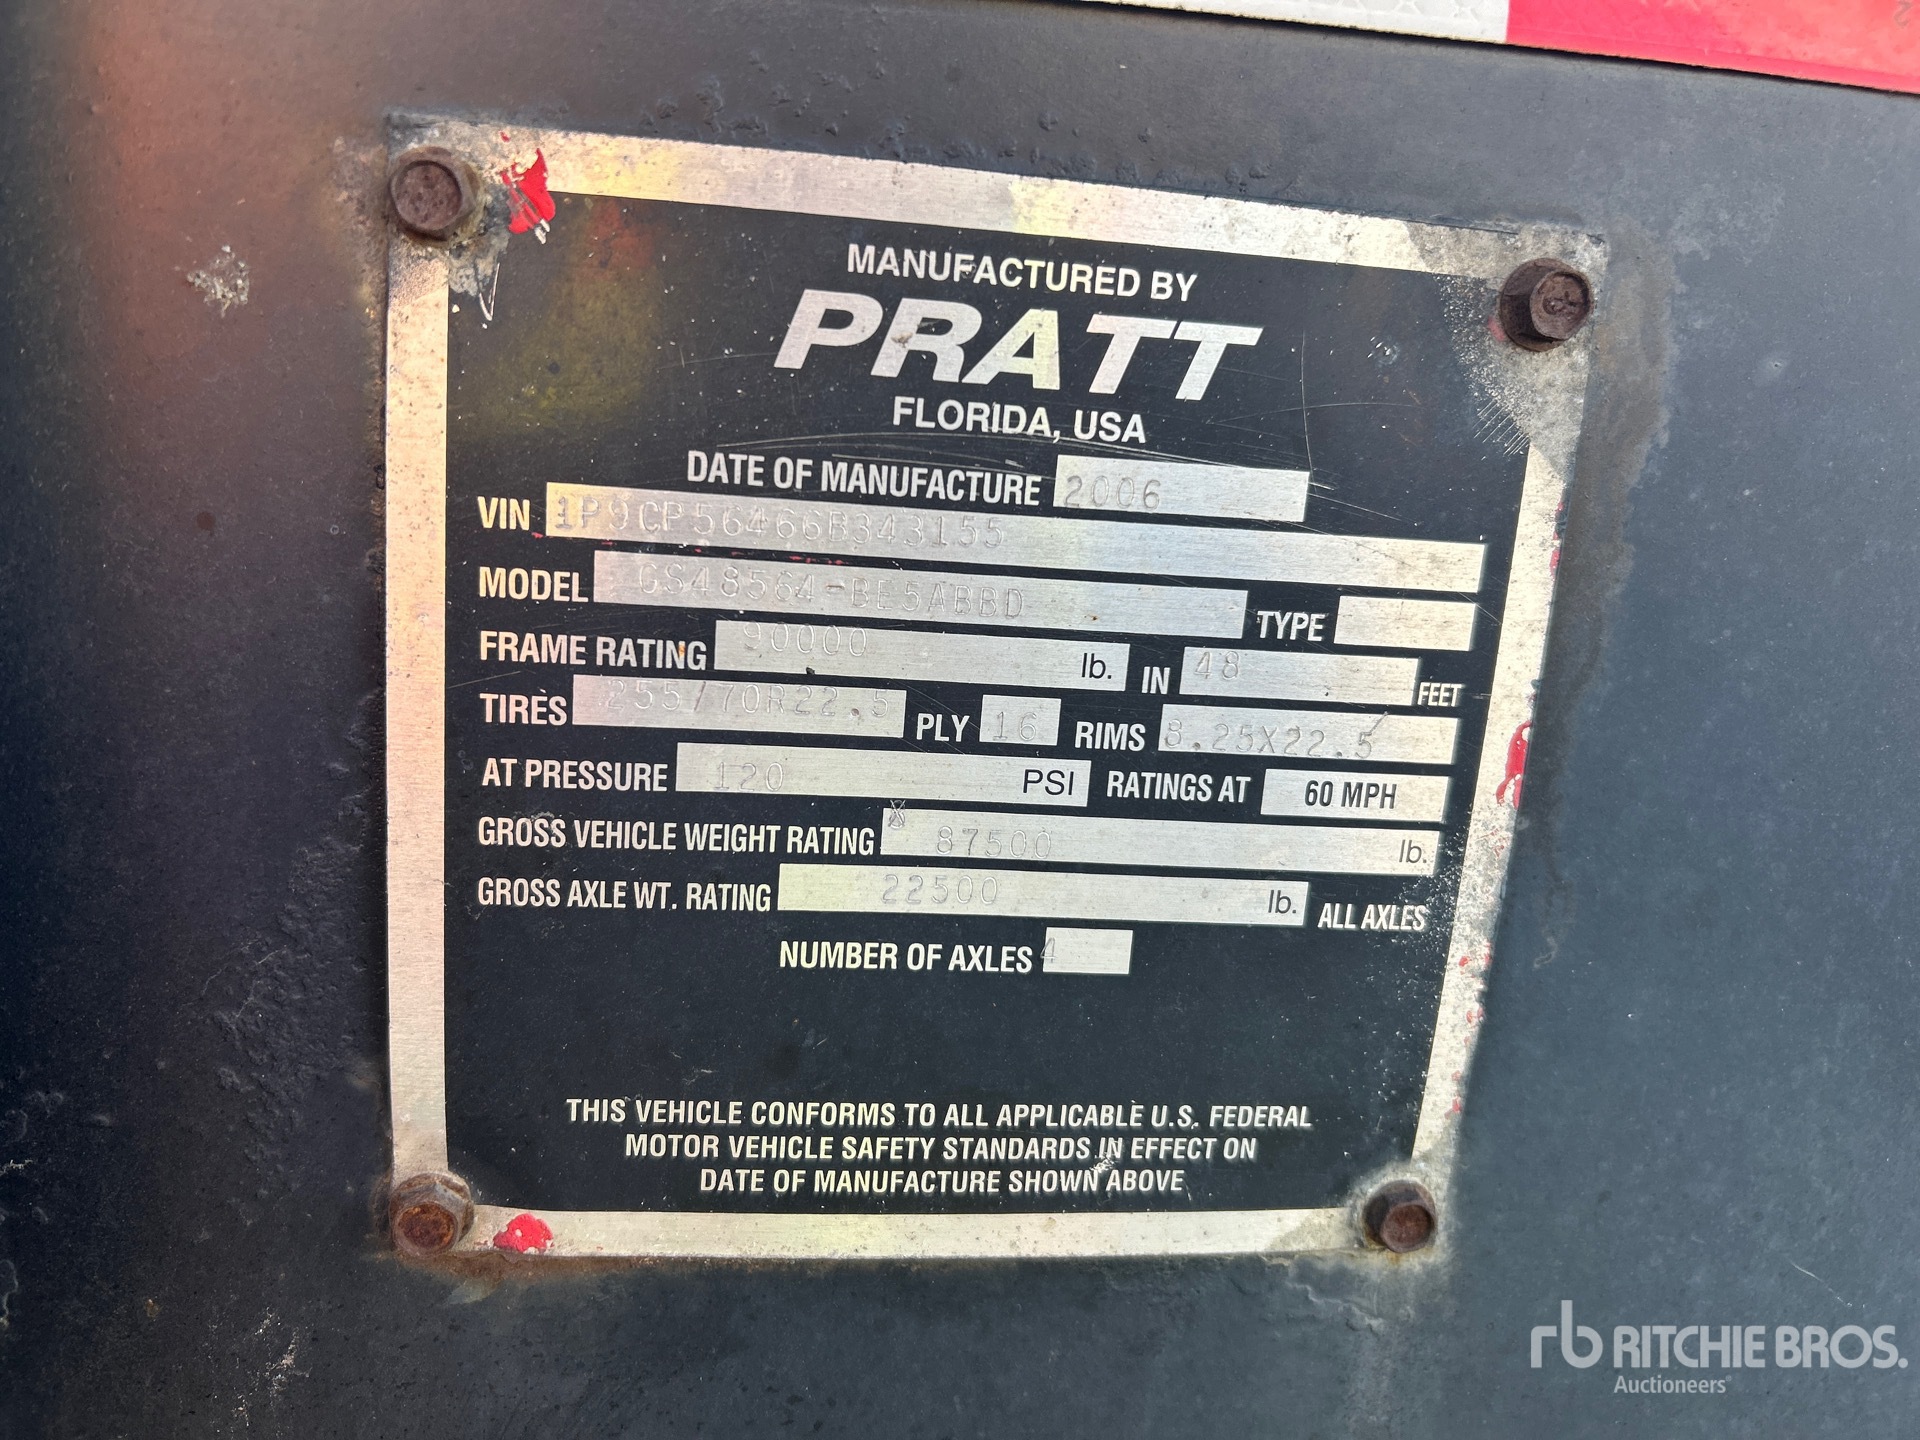 MANUFACTURED BY
PRATT
FLORIDA, USA
DATE OF MANUFACTURE 2006
VIN 1P9CP56466B343155
MODEL GS48564-BE5ABBD TYPE
FRAME RATING 90000 lb. IN 48 FEET
TIRES 255/70R22.5 PLY 16 RIMS 8.25X22.5
AT PRESSURE 120 PSI RATINGS AT 60 MPH
GROSS VEHICLE WEIGHT RATING 87500 lb.
GROSS AXLE WT. RATING 22500 lb. ALL AXLES
NUMBER OF AXLES 4
THIS VEHICLE CONFORMS TO ALL APPLICABLE U.S. FEDERAL
MOTOR VEHICLE SAFETY STANDARDS IN EFFECT ON
DATE OF MANUFACTURE SHOWN ABOVE
rb RITCHIE BROS.
Auctioneers